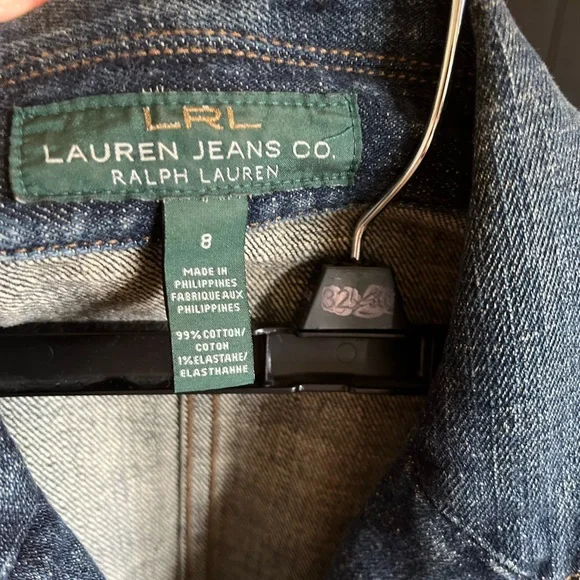 LRL
LAUREN JEANS CO.
RALPH LAUREN
8
MADE IN
PHILIPPINES
FABRIQUE AUX
PHILIPPINES
99% COTTON/
COTON
1% ELASTANE/
ELASTHANNE